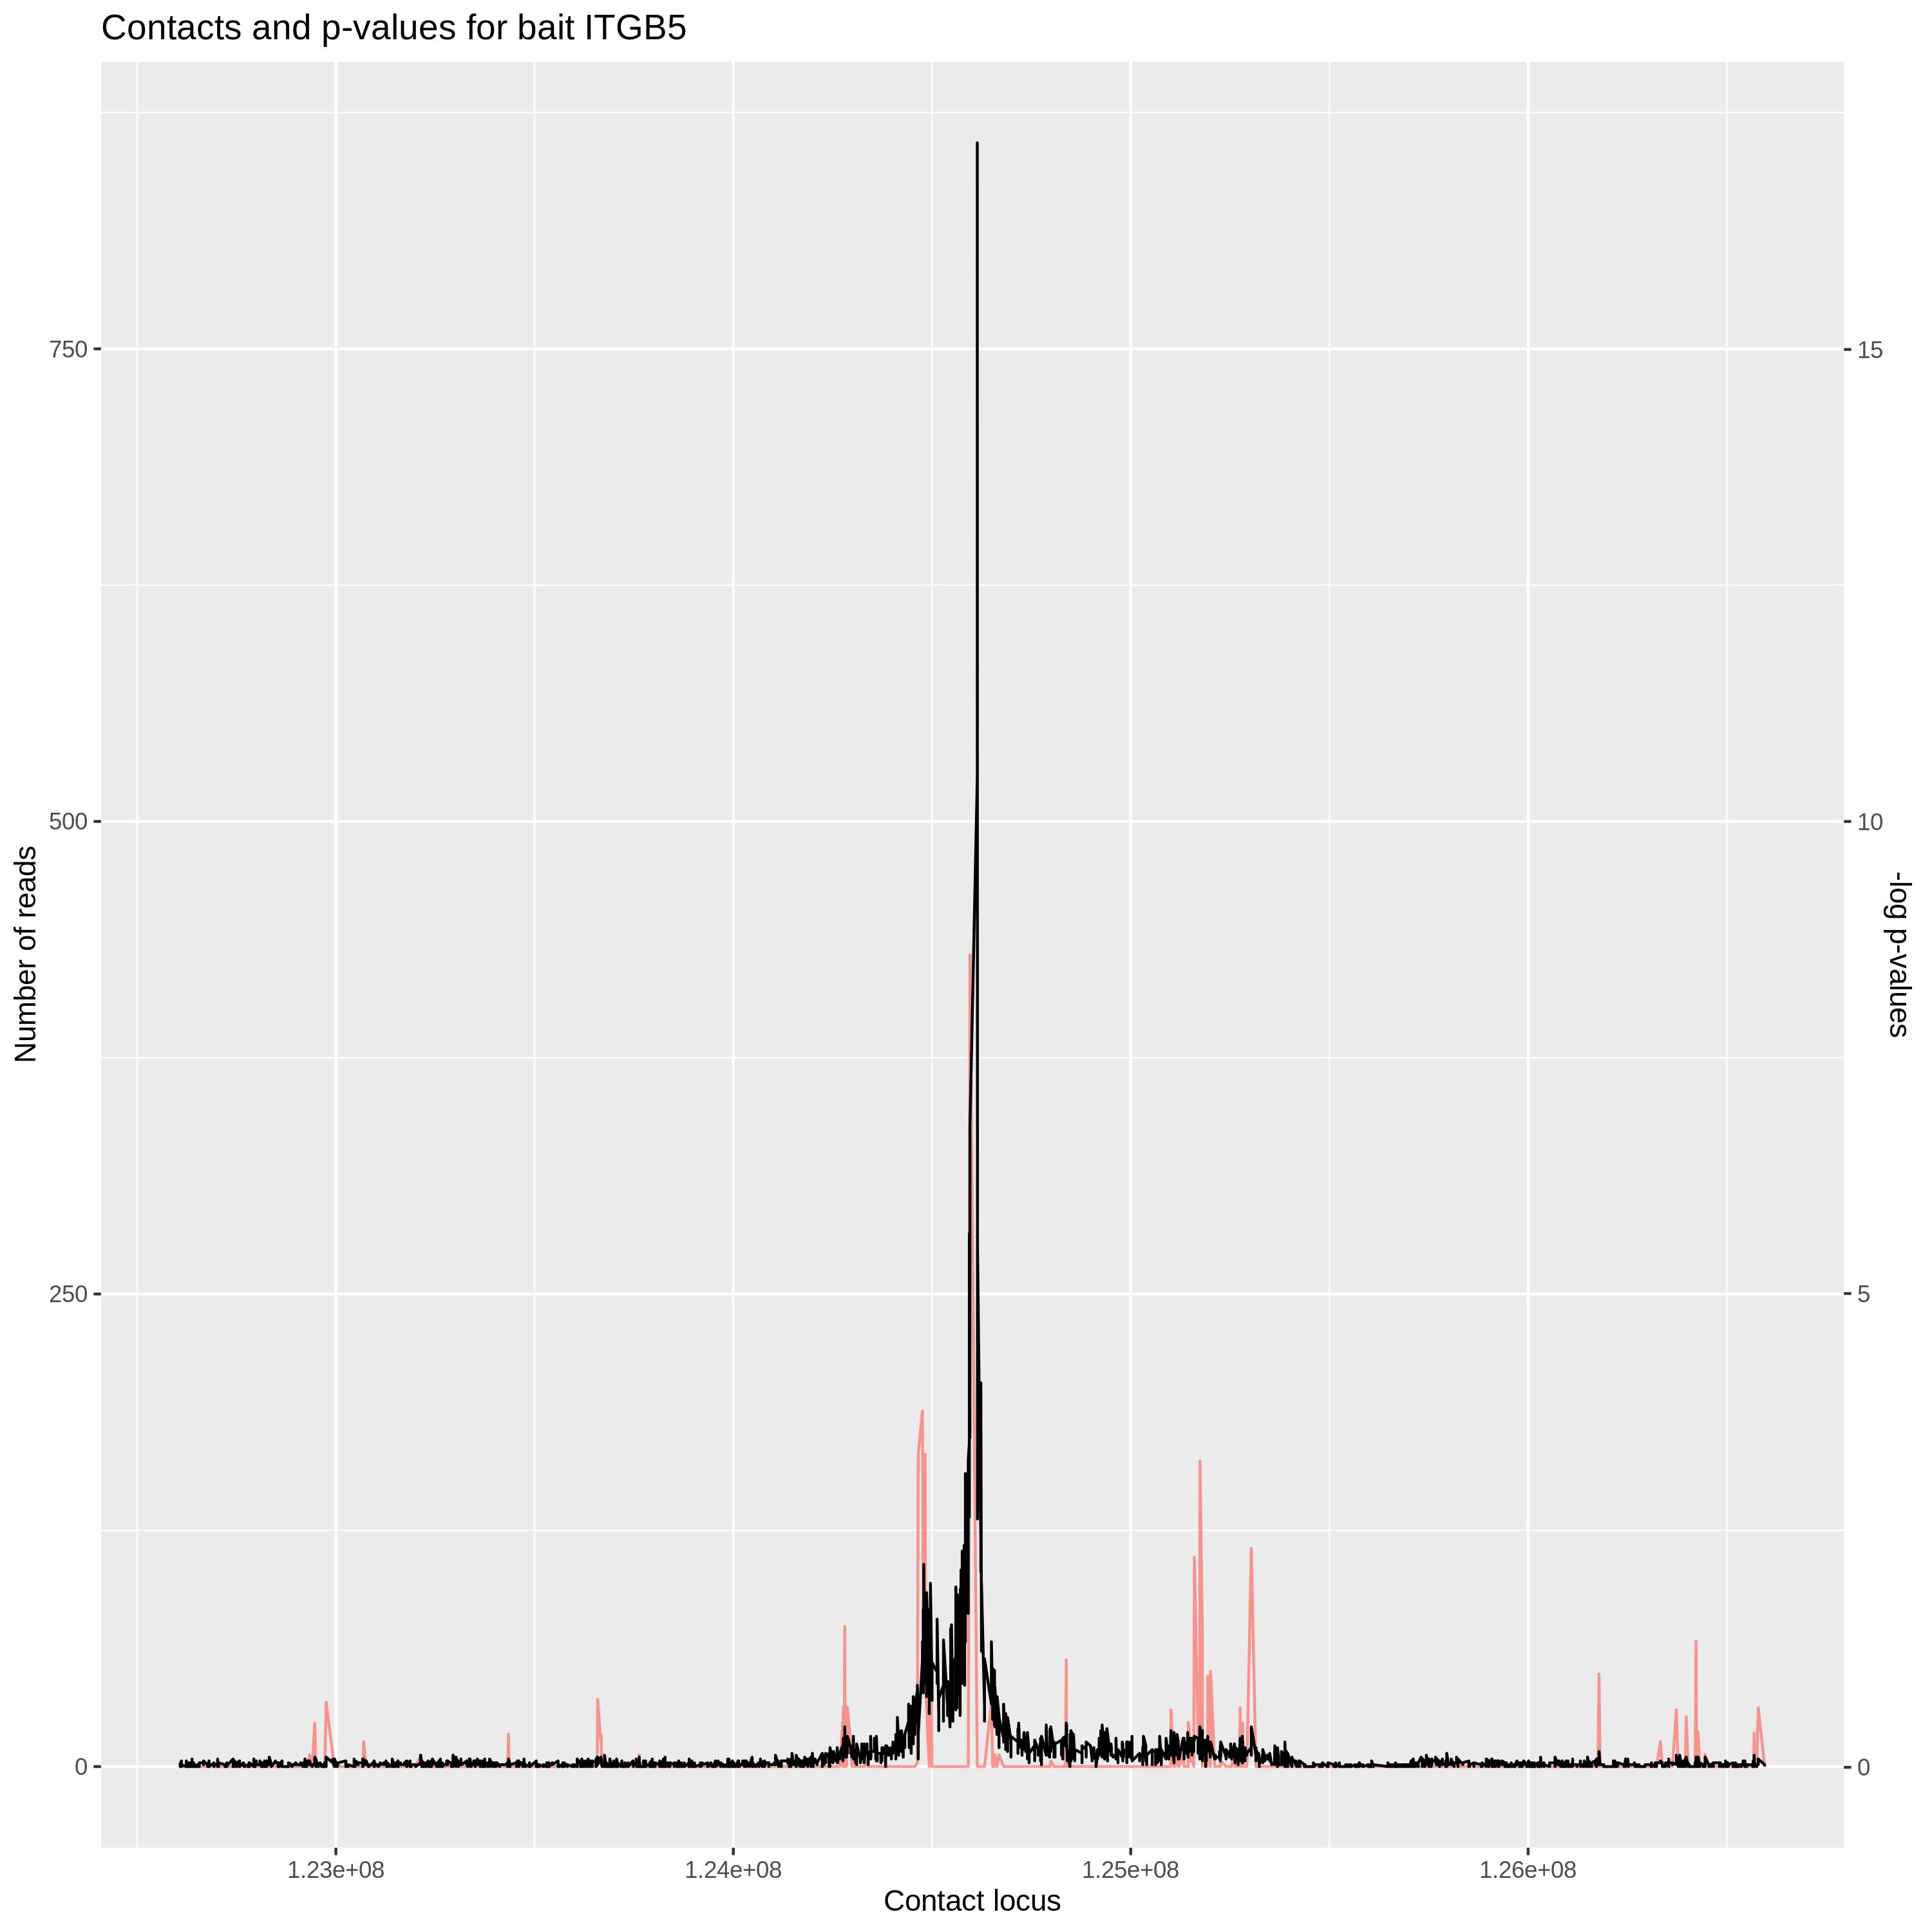 Contacts and p-values for bait ITGB5
750
500
250
0
15
10
5
0
Number of reads
-log p-values
1.23e+08
1.24e+08
1.25e+08
1.26e+08
Contact locus